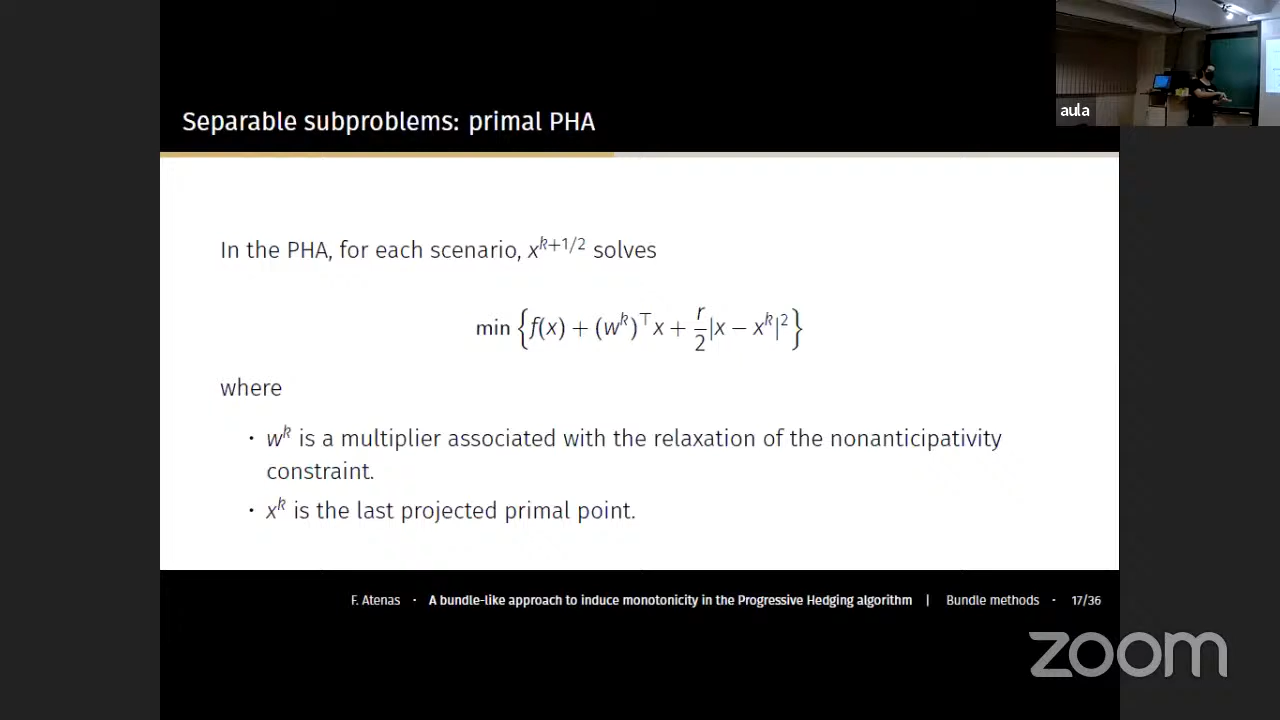 aula
Separable subproblems: primal PHA
In the PHA, for each scenario, x^{k+1/2} solves
min {f(x) + (w^k)^⊤ x + r/2 |x − x^k|^2}
where
· w^k is a multiplier associated with the relaxation of the nonanticipativity
constraint.
· x^k is the last projected primal point.
F. Atenas · A bundle-like approach to induce monotonicity in the Progressive Hedging algorithm | Bundle methods · 17/36
zoom